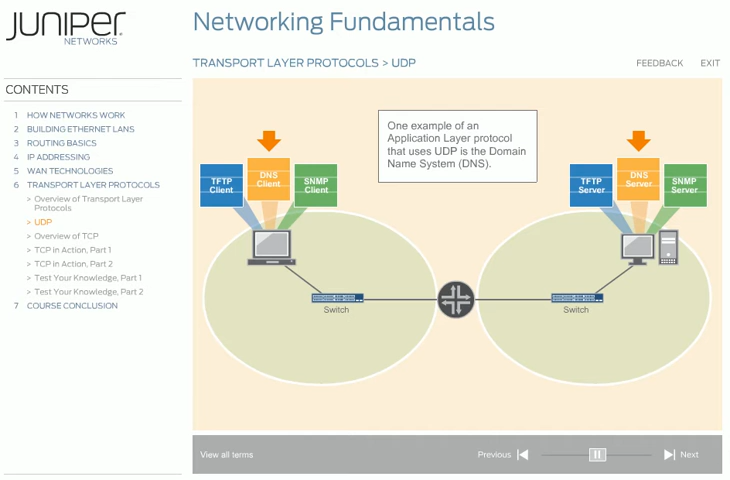 JUNIPER
NETWORKS
Networking Fundamentals
TRANSPORT LAYER PROTOCOLS > UDP
FEEDBACK
EXIT
CONTENTS
1 HOW NETWORKS WORK
2 BUILDING ETHERNET LANS
3 ROUTING BASICS
4 IP ADDRESSING
5 WAN TECHNOLOGIES
6 TRANSPORT LAYER PROTOCOLS
> Overview of Transport Layer
Protocols
> UDP
> Overview of TCP
> TCP in Action, Part 1
> TCP in Action, Part 2
> Test Your Knowledge, Part 1
> Test Your Knowledge, Part 2
7 COURSE CONCLUSION
One example of an
Application Layer protocol
that uses UDP is the Domain
Name System (DNS).
TFTP
Client
DNS
Client
SNMP
Client
TFTP
Server
DNS
Server
SNMP
Server
Switch
Switch
View all terms
Previous
Next